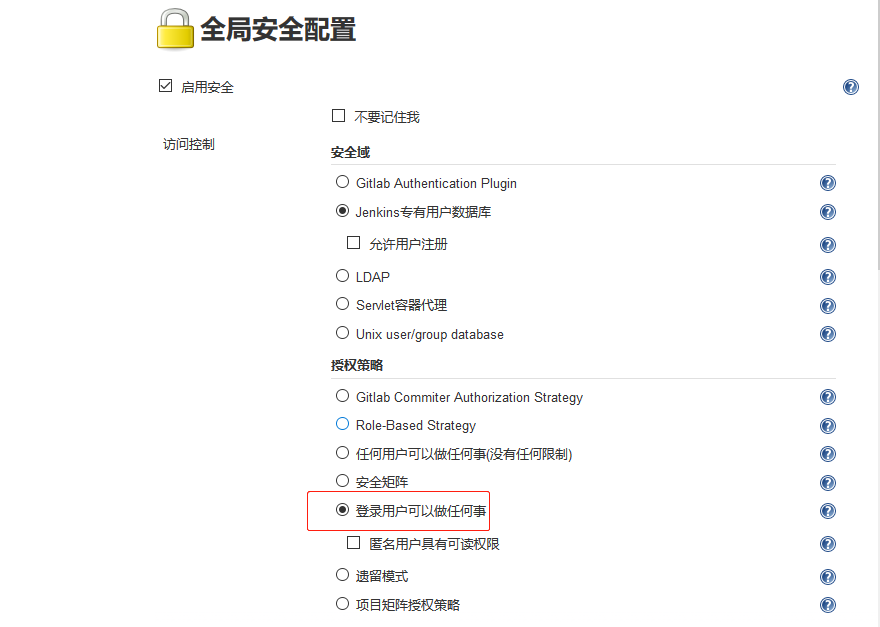 全局安全配置
启用安全
不要记住我
访问控制
安全域
Gitlab Authentication Plugin
Jenkins专有用户数据库
允许用户注册
LDAP
Servlet容器代理
Unix user/group database
授权策略
Gitlab Commiter Authorization Strategy
Role-Based Strategy
任何用户可以做任何事(没有任何限制)
安全矩阵
登录用户可以做任何事
匿名用户具有可读权限
遗留模式
项目矩阵授权策略